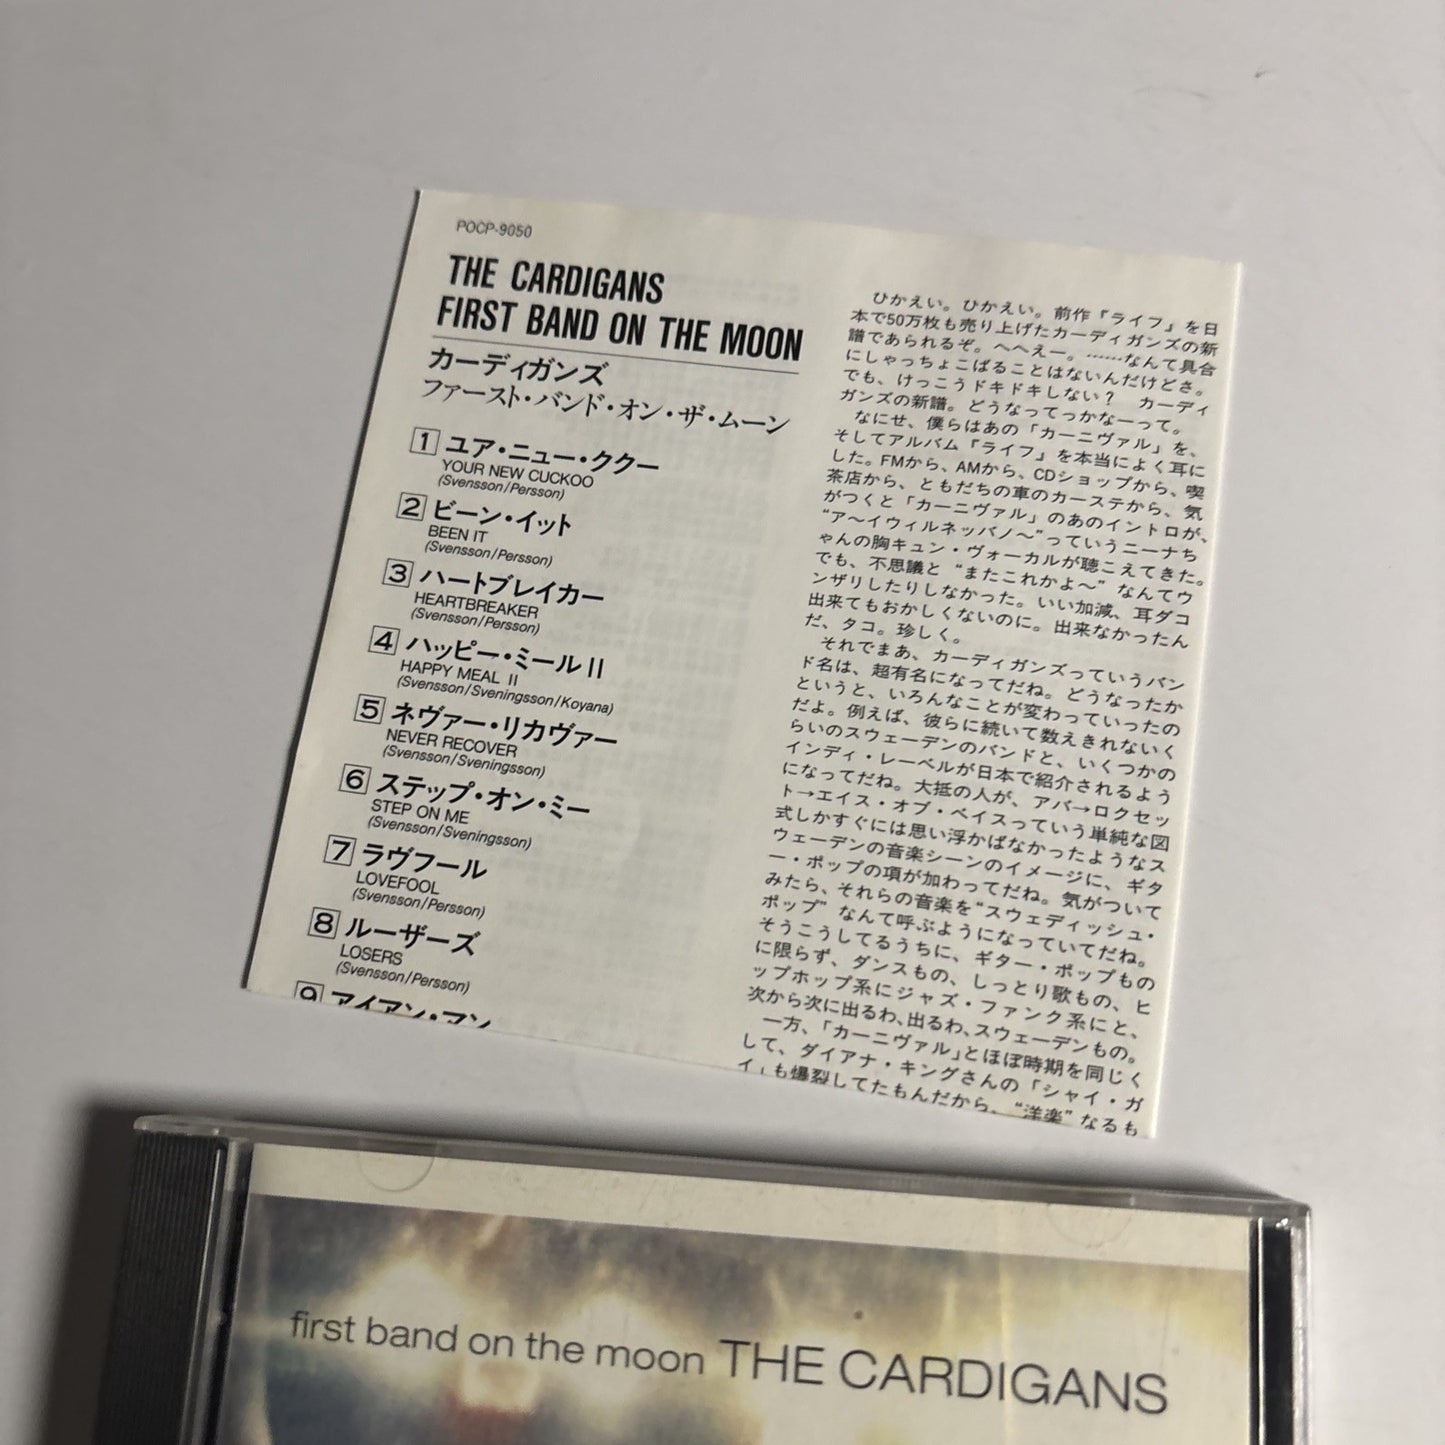 POCP-9050
THE CARDIGANS
FIRST BAND ON THE MOON
カーディガンズ
ファースト・バンド・オン・ザ・ムーン
1 ユア・ニュー・ククー
YOUR NEW CUCKOO
(Svensson/Persson)
2 ビーン・イット
BEEN IT
(Svensson/Persson)
3 ハートブレイカー
HEARTBREAKER
(Svensson/Persson)
4 ハッピー・ミールⅡ
HAPPY MEAL Ⅱ
(Svensson/Sveningsson/Koyana)
5 ネヴァー・リカヴァー
NEVER RECOVER
(Svensson/Sveningsson)
6 ステップ・オン・ミー
STEP ON ME
(Svensson/Sveningsson)
7 ラヴフール
LOVEFOOL
(Svensson/Persson)
8 ルーザーズ
LOSERS
(Svensson/Persson)
9 アイアン・マン
ひかえい。ひかえい。前作『ライフ』を日
本で50万枚も売り上げたカーディガンズの新
譜であられるぞ。へへえー。……なんて具合
にしゃっちょこばることはないんだけどさ。
でも、けっこうドキドキしない？ カーディ
ガンズの新譜。どうなってっかなーって。
なにせ、僕らはあの「カーニヴァル」を、
そしてアルバム『ライフ』を本当によく耳に
した。FMから、AMから、CDショップから、喫
茶店から、ともだちの車のカーステから、気
がつくと「カーニヴァル」のあのイントロが、
“ア〜イウィルネッバノ〜”っていうニーナち
ゃんの胸キュン・ヴォーカルが聴こえてきた。
でも、不思議と “またこれかよ〜” なんてウ
ンザリしたりしなかった。いい加減、耳ダコ
出来てもおかしくないのに。出来なかったん
だ、タコ。珍しく。
それでまあ、カーディガンズっていうバン
ド名は、超有名になってだね。どうなったか
というと、いろんなことが変わっていったの
だよ。例えば、彼らに続いて数えきれないく
らいのスウェーデンのバンドと、いくつかの
インディ・レーベルが日本で紹介されるよう
になってだね。大抵の人が、アバ→ロクセッ
ト→エイス・オブ・ベイスっていう単純な図
式しかすぐには思い浮かばなかったようなス
ウェーデンの音楽シーンのイメージに、ギタ
ー・ポップの項が加わってだね。気がついて
みたら、それらの音楽を“スウェディッシュ・
ポップ” なんて呼ぶようになっていてだね。
そうこうしてるうちに、ギター・ポップもの
に限らず、ダンスもの、しっとり歌もの、ヒ
ップホップ系にジャズ・ファンク系にと、
次から次に出るわ、出るわ、スウェーデンもの。
一方、「カーニヴァル」とほぼ時期を同じく
して、ダイアナ・キングさんの「シャイ・ガ
イ」も爆裂してたもんだから、“洋楽” なるも
first band on the moon THE CARDIGANS